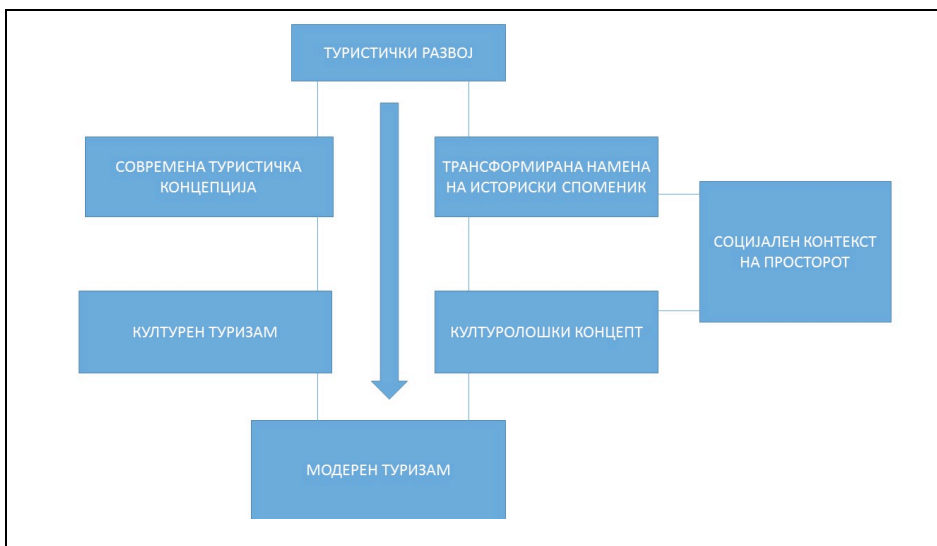 ТУРИСТИЧКИ РАЗВОЈ
СОВРЕМЕНА ТУРИСТИЧКА
КОНЦЕПЦИЈА
ТРАНСФОРМИРАНА НАМЕНА
НА ИСТОРИСКИ СПОМЕНИК
СОЦИЈАЛЕН КОНТЕКСТ
НА ПРОСТОРОТ
КУЛТУРЕН ТУРИЗАМ
КУЛТУРОЛОШКИ КОНЦЕПТ
МОДЕРЕН ТУРИЗАМ